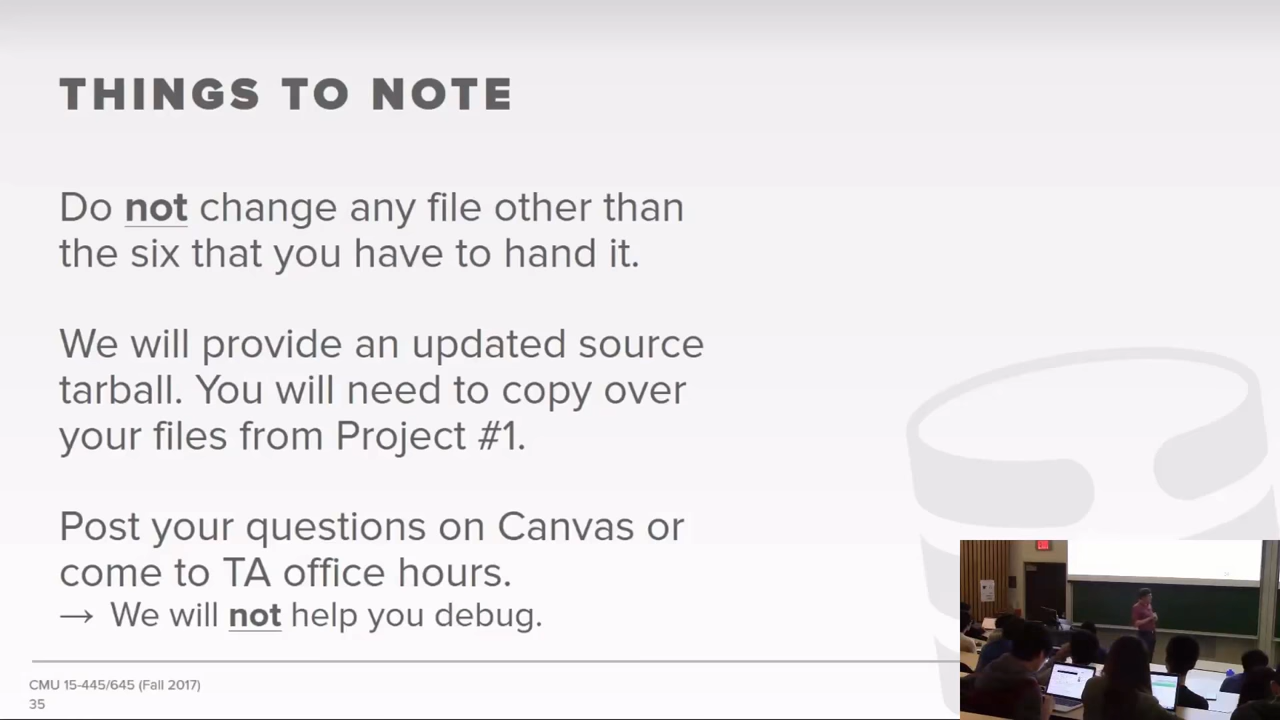 THINGS TO NOTE
Do not change any file other than
the six that you have to hand it.
We will provide an updated source
tarball. You will need to copy over
your files from Project #1.
Post your questions on Canvas or
come to TA office hours.
→ We will not help you debug.
CMU 15-445/645 (Fall 2017)
35